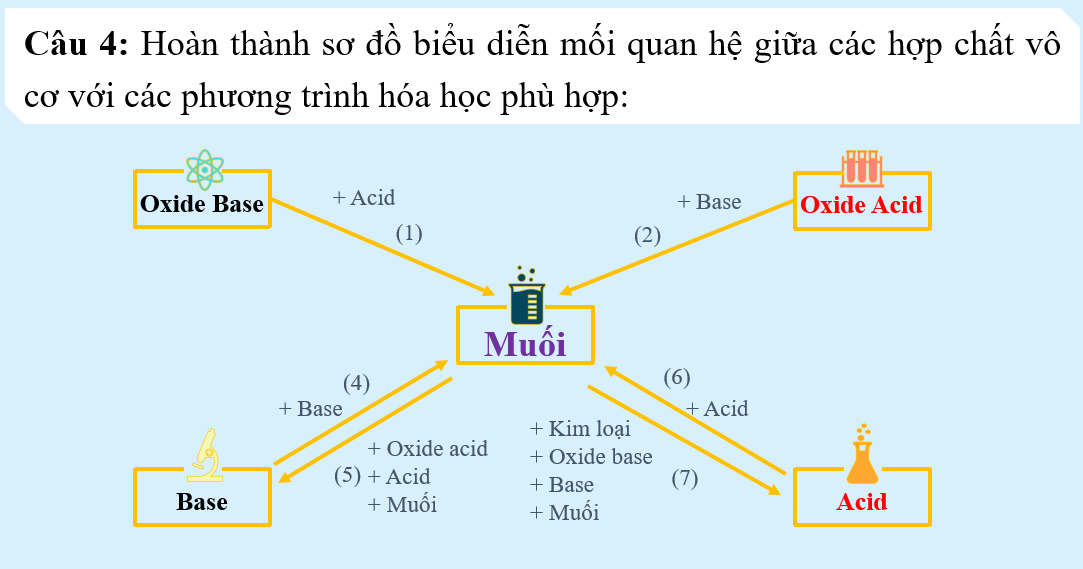 Câu 4: Hoàn thành sơ đồ biểu diễn mối quan hệ giữa các hợp chất vô
cơ với các phương trình hóa học phù hợp:
Oxide Base
+ Acid
(1)
+ Base
(2)
Oxide Acid
Muối
(4)
+ Base
+ Oxide acid
(5) + Acid
+ Muối
Base
(6)
+ Acid
+ Kim loại
+ Oxide base
+ Base
+ Muối
(7)
Acid